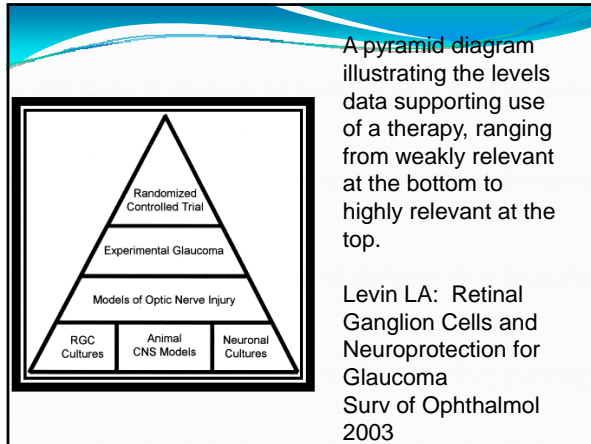 Randomized
Controlled Trial
Experimental Glaucoma
Models of Optic Nerve Injury
RGC
Cultures
Animal
CNS Models
Neuronal
Cultures
A pyramid diagram
illustrating the levels
data supporting use
of a therapy, ranging
from weakly relevant
at the bottom to
highly relevant at the
top.
Levin LA: Retinal
Ganglion Cells and
Neuroprotection for
Glaucoma
Surv of Ophthalmol
2003